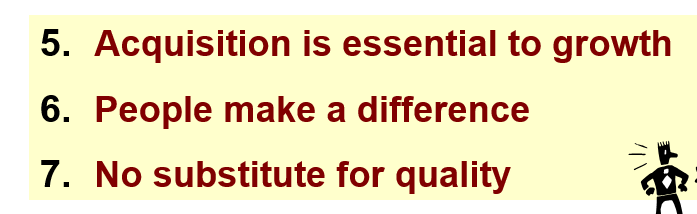 5. Acquisition is essential to growth
6. People make a difference
7. No substitute for quality